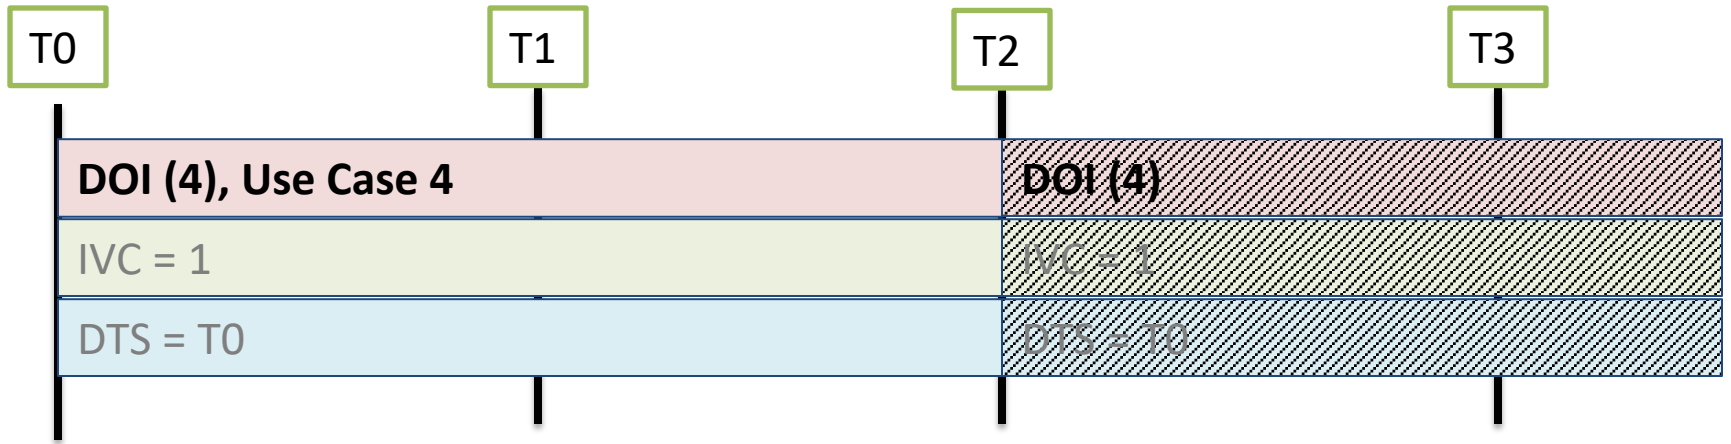 T0
T1
T2
T3
DOI (4), Use Case 4
DOI (4)
IVC = 1
IVC = 1
DTS = T0
DTS = T0